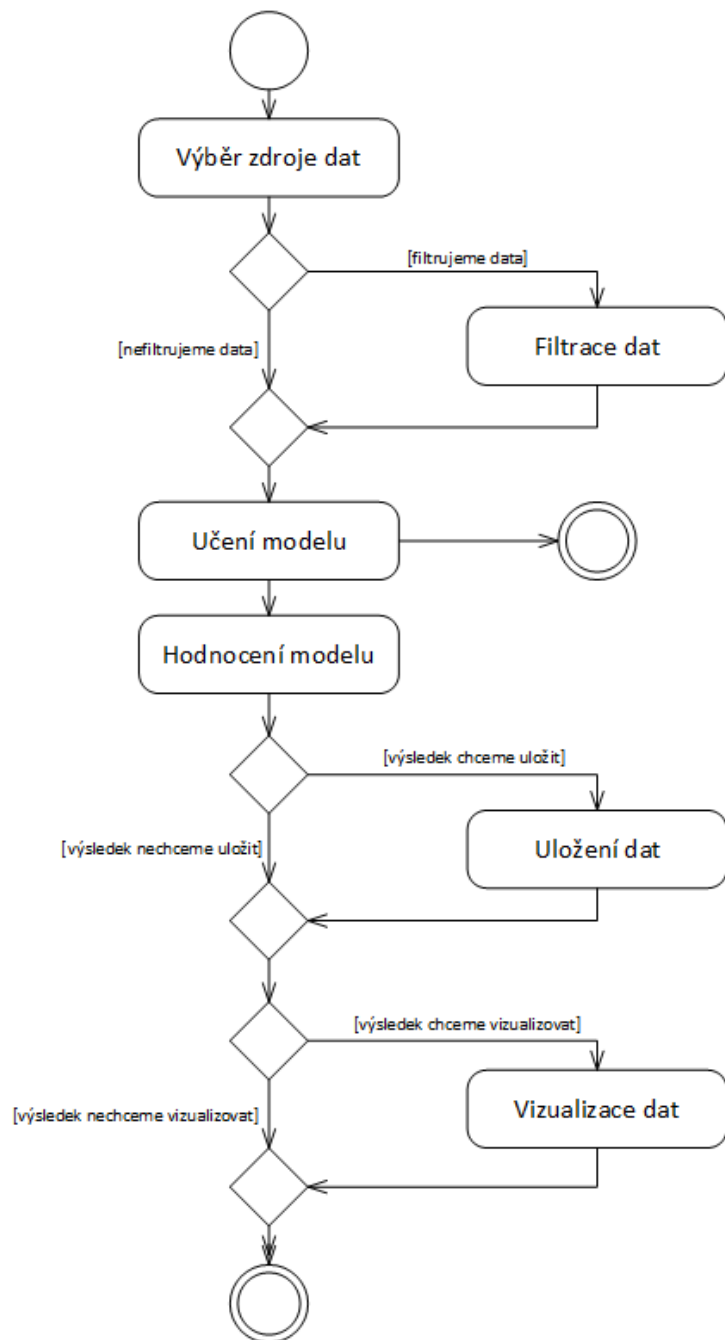 Výběr zdroje dat
[filtrujeme data]
[nefiltrujeme data]
Filtrace dat
Učení modelu
Hodnocení modelu
[výsledek chceme uložit]
[výsledek nechceme uložit]
Uložení dat
[výsledek chceme vizualizovat]
[výsledek nechceme vizualizovat]
Vizualizace dat